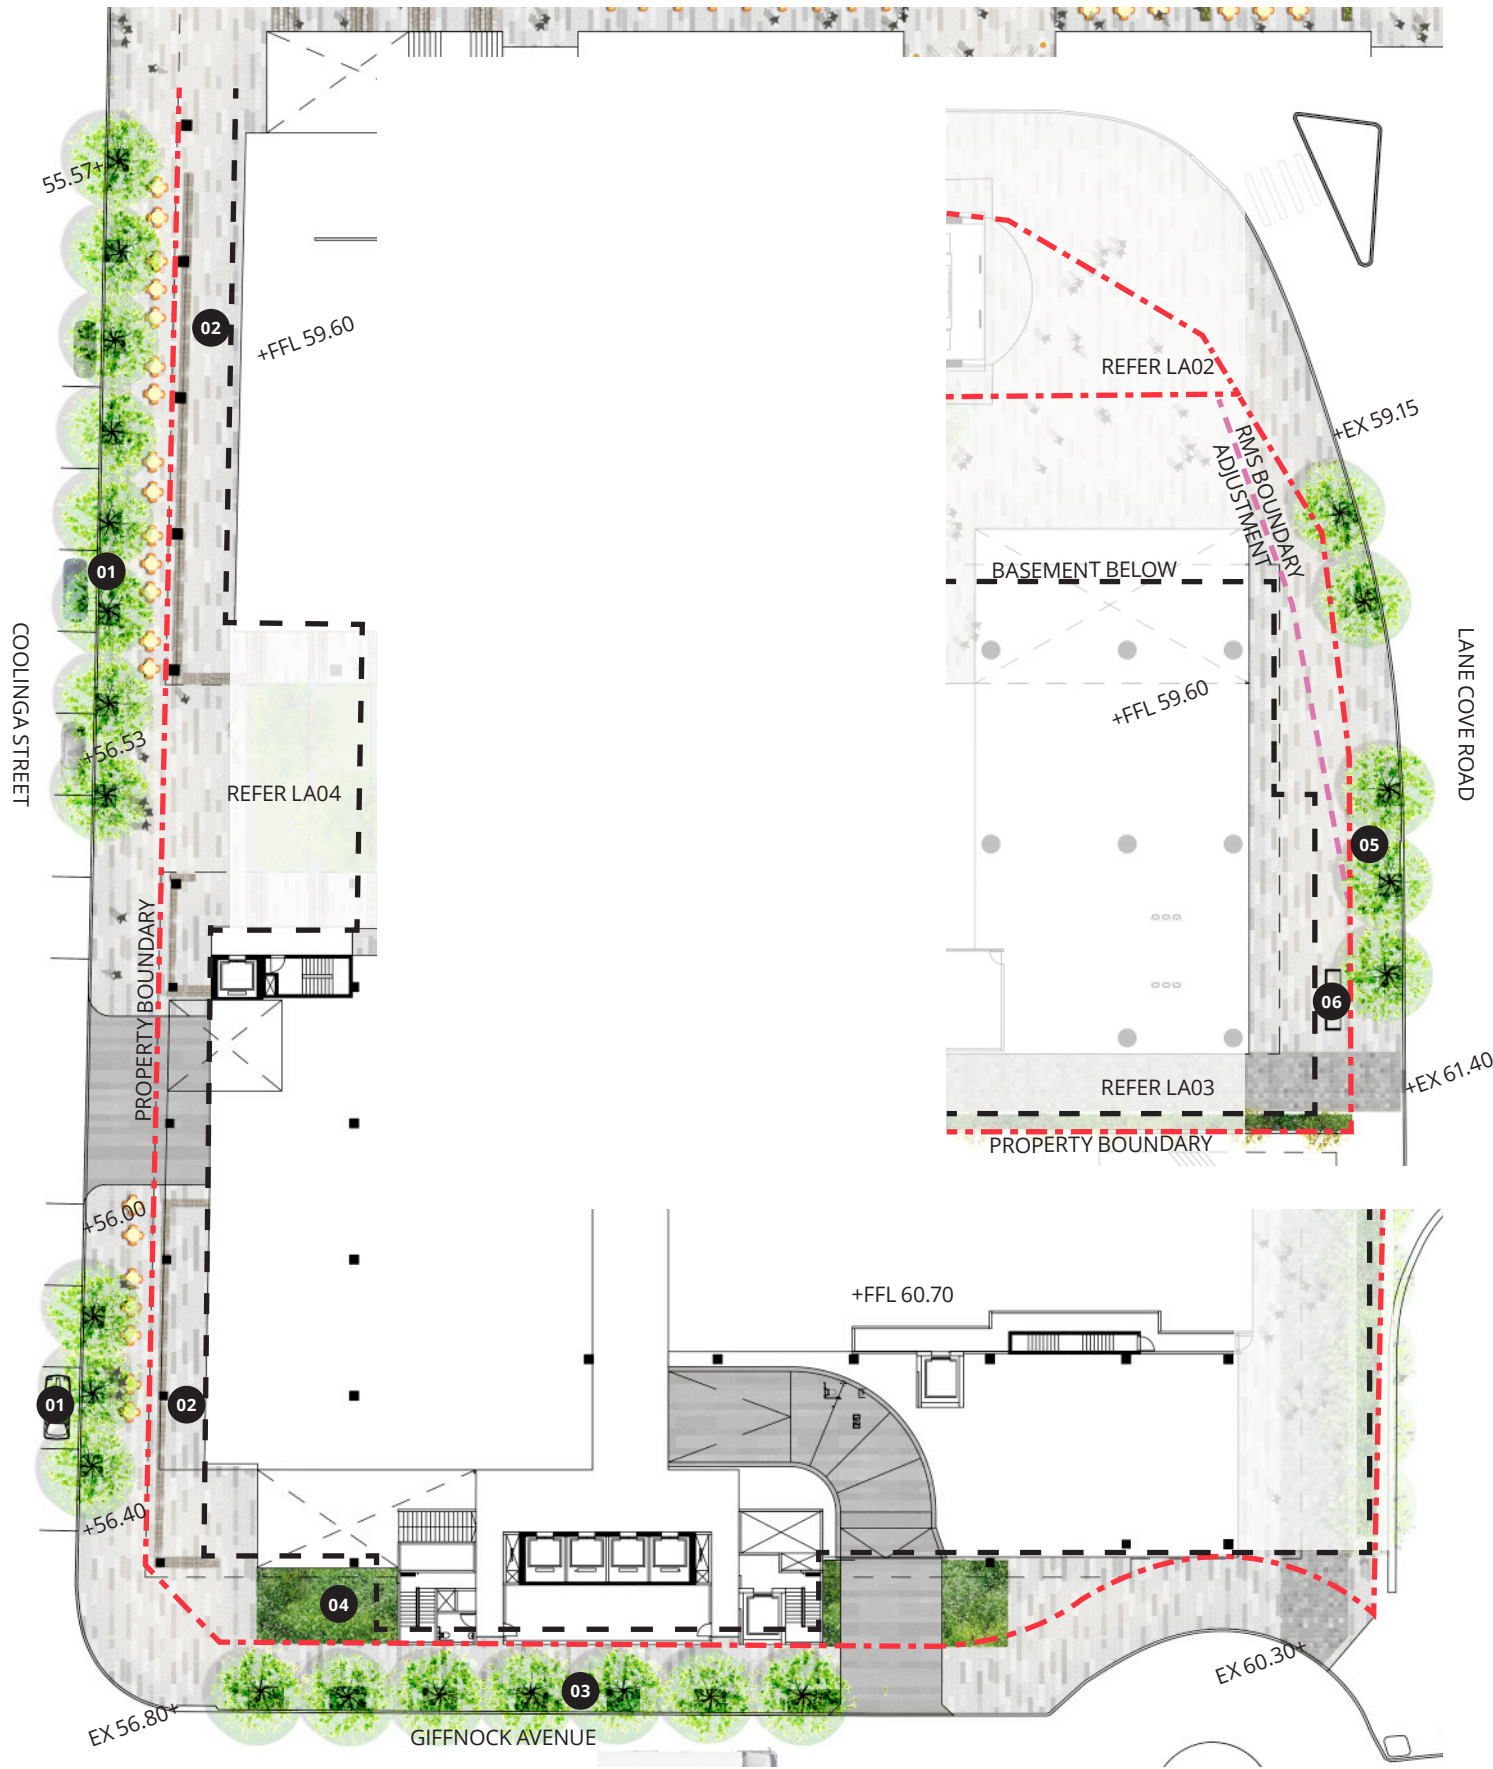 55.57+
02
+FFL 59.60
REFER LA02
+EX 59.15
RMS BOUNDARY
ADJUSTMENT
01
BASEMENT BELOW
COOLINGA STREET
LANE COVE ROAD
+FFL 59.60
+56.53
REFER LA04
05
PROPERTY BOUNDARY
06
REFER LA03
+EX 61.40
PROPERTY BOUNDARY
+56.00
+FFL 60.70
01
02
+56.40
04
EX 60.30+
03
EX 56.80+
GIFFNOCK AVENUE